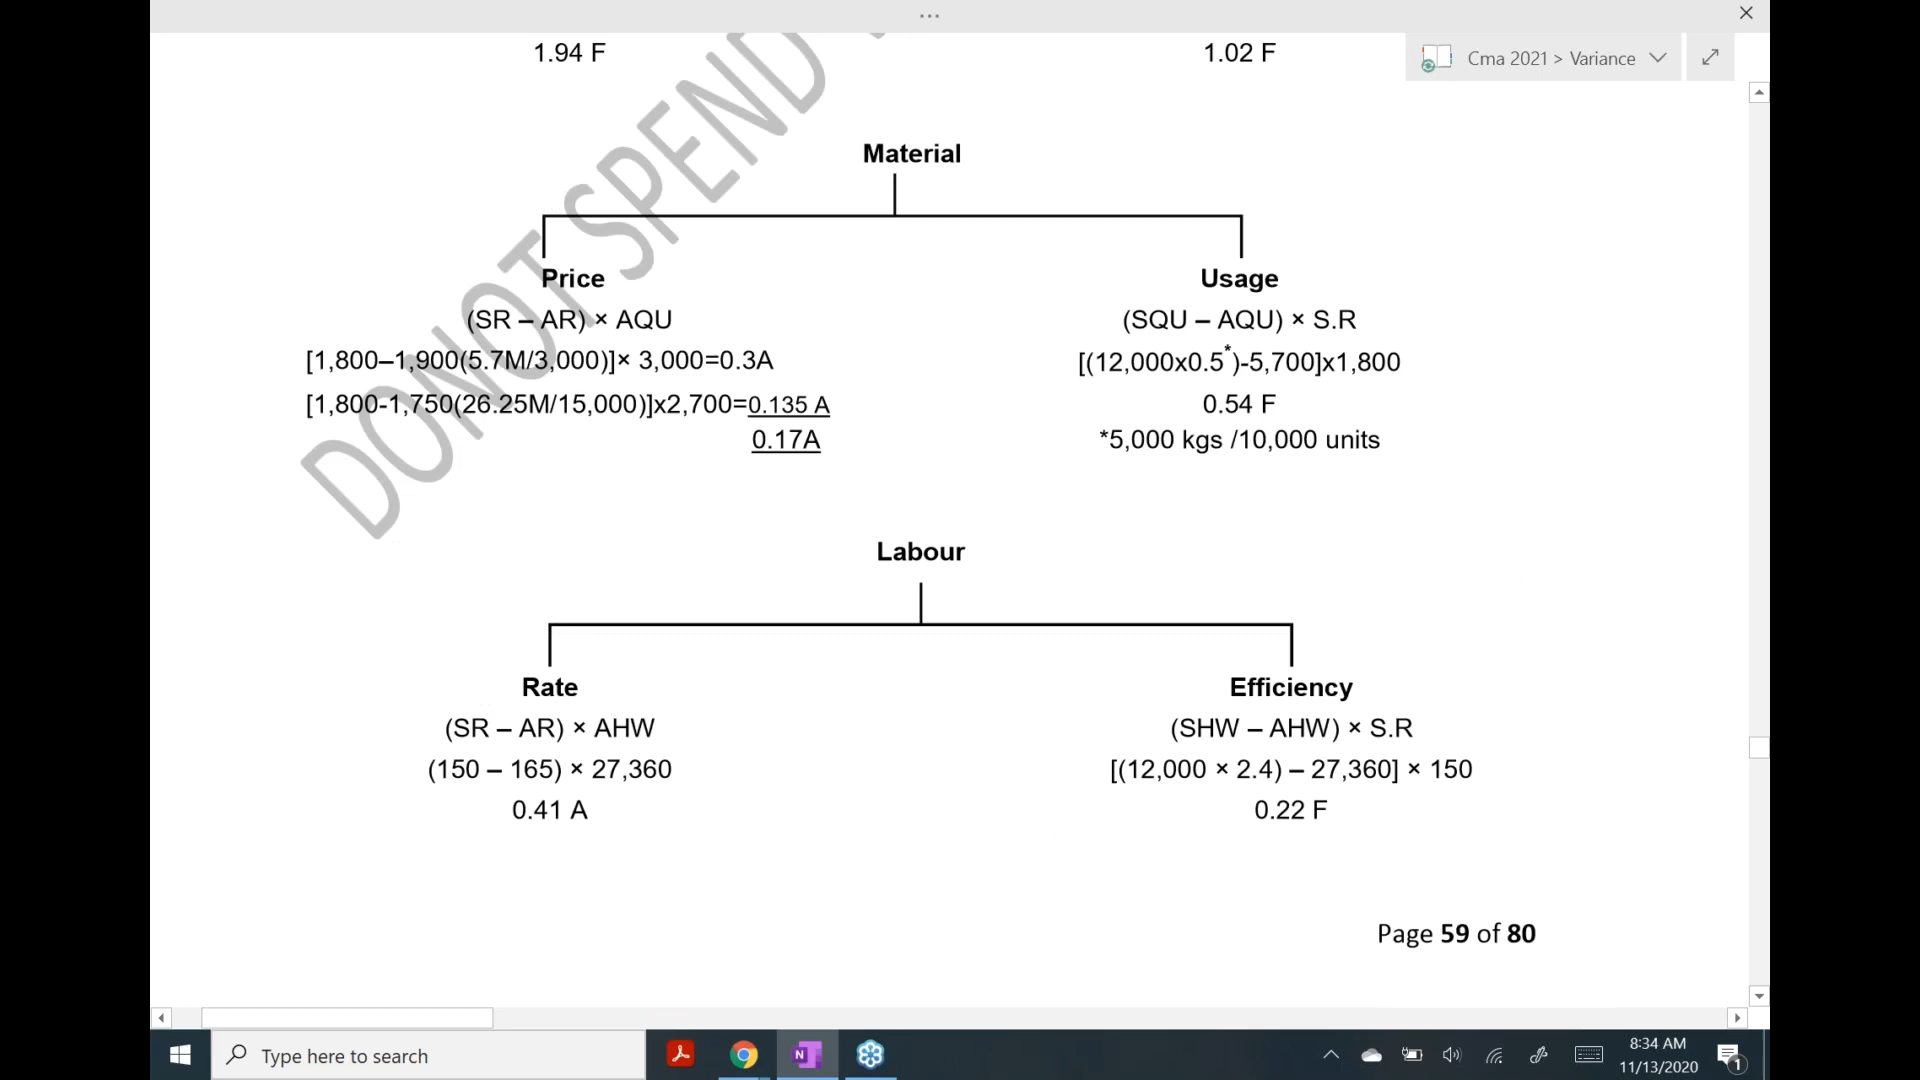 ...
1.94 F
1.02 F
Cma 2021 > Variance
DONOT SPEND
Material
Price
Usage
(SR – AR) × AQU
(SQU – AQU) × S.R
[1,800–1,900(5.7M/3,000)]× 3,000=0.3A
[(12,000x0.5*)-5,700]x1,800
[1,800-1,750(26.25M/15,000)]x2,700=0.135 A
0.54 F
0.17A
*5,000 kgs /10,000 units
Labour
Rate
Efficiency
(SR – AR) × AHW
(SHW – AHW) × S.R
(150 – 165) × 27,360
[(12,000 × 2.4) – 27,360] × 150
0.41 A
0.22 F
Page 59 of 80
Type here to search
N
8:34 AM
11/13/2020
1